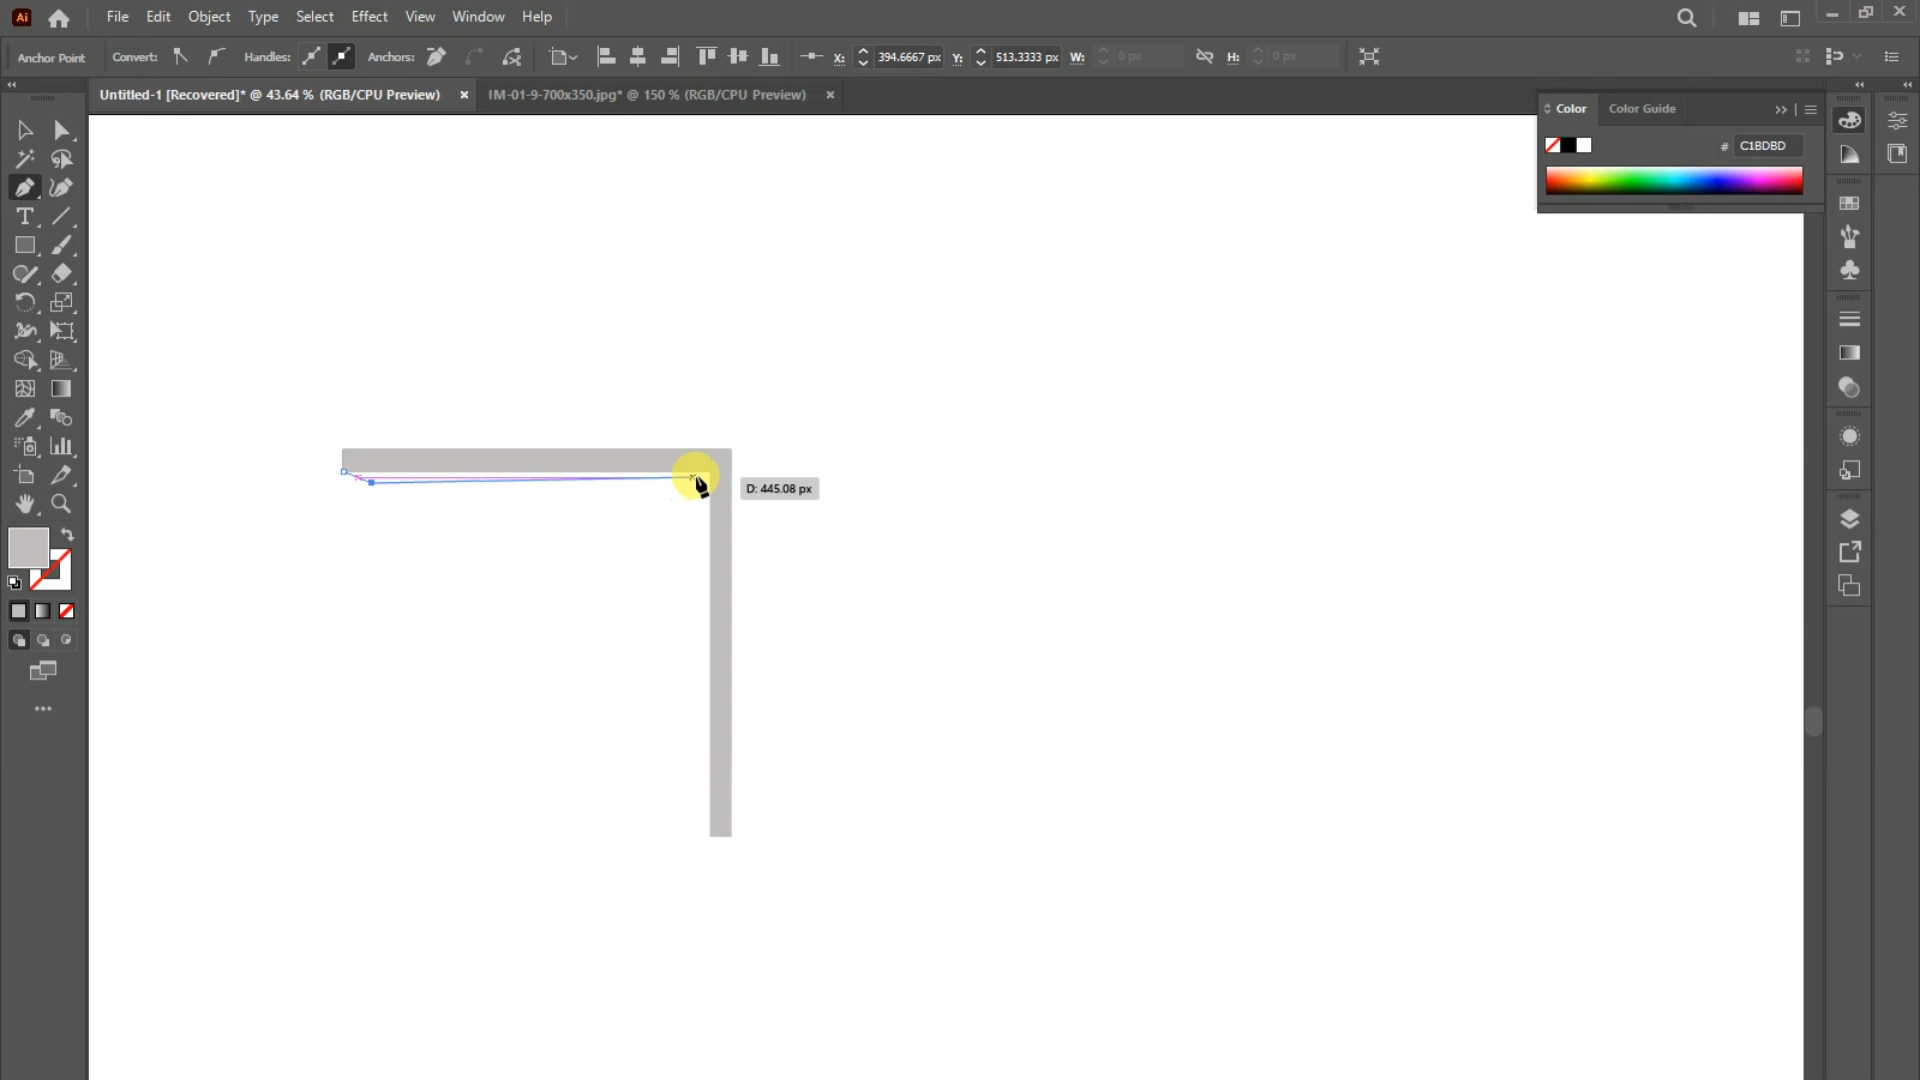 Ai File Edit Object Type Select Effect View Window Help
Anchor Point Convert: Handles: Anchors: X: 394.6667 px Y: 513.3333 px W: 0 px H: 0 px
Untitled-1 [Recovered]* @ 43.64 % (RGB/CPU Preview) × IM-01-9-700x350.jpg* @ 150 % (RGB/CPU Preview) ×
Color Color Guide
# C1BDBD
D: 445.08 px